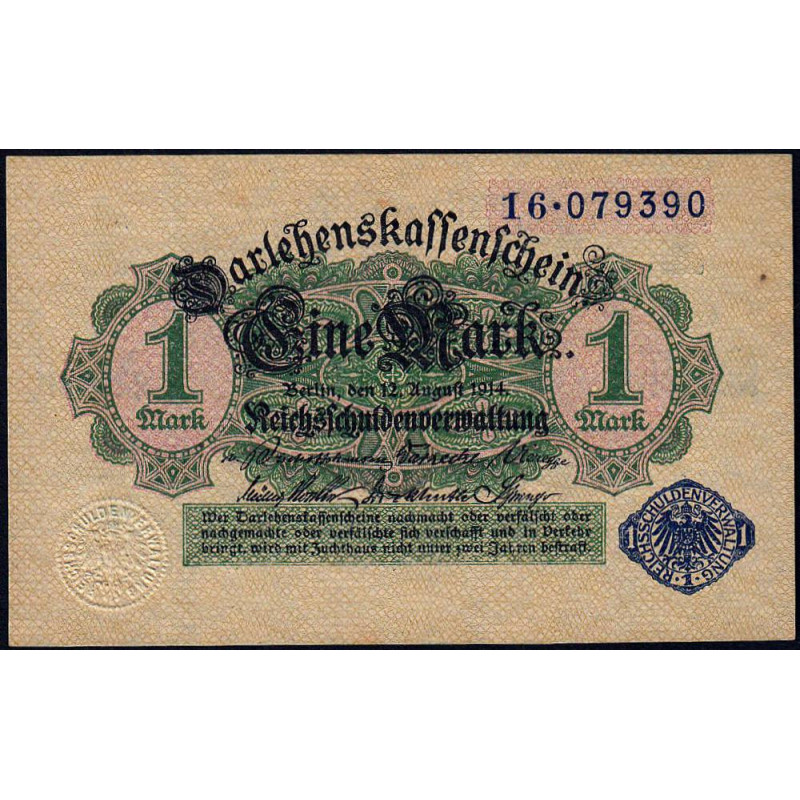 16·079390
Darlehenskassenschein
Eine Mark.
1 Mark
1 Mark
Berlin, den 12. August 1914.
Reichsschuldenverwaltung
Wer Darlehenskassenscheine nachmacht oder verfälscht oder
nachgemachte oder verfälschte sich verschafft und in Verkehr
bringt, wird mit Zuchthaus nicht unter zwei Jahren bestraft.
REICHSSCHULDENVERWALTUNG
1 1
·1·